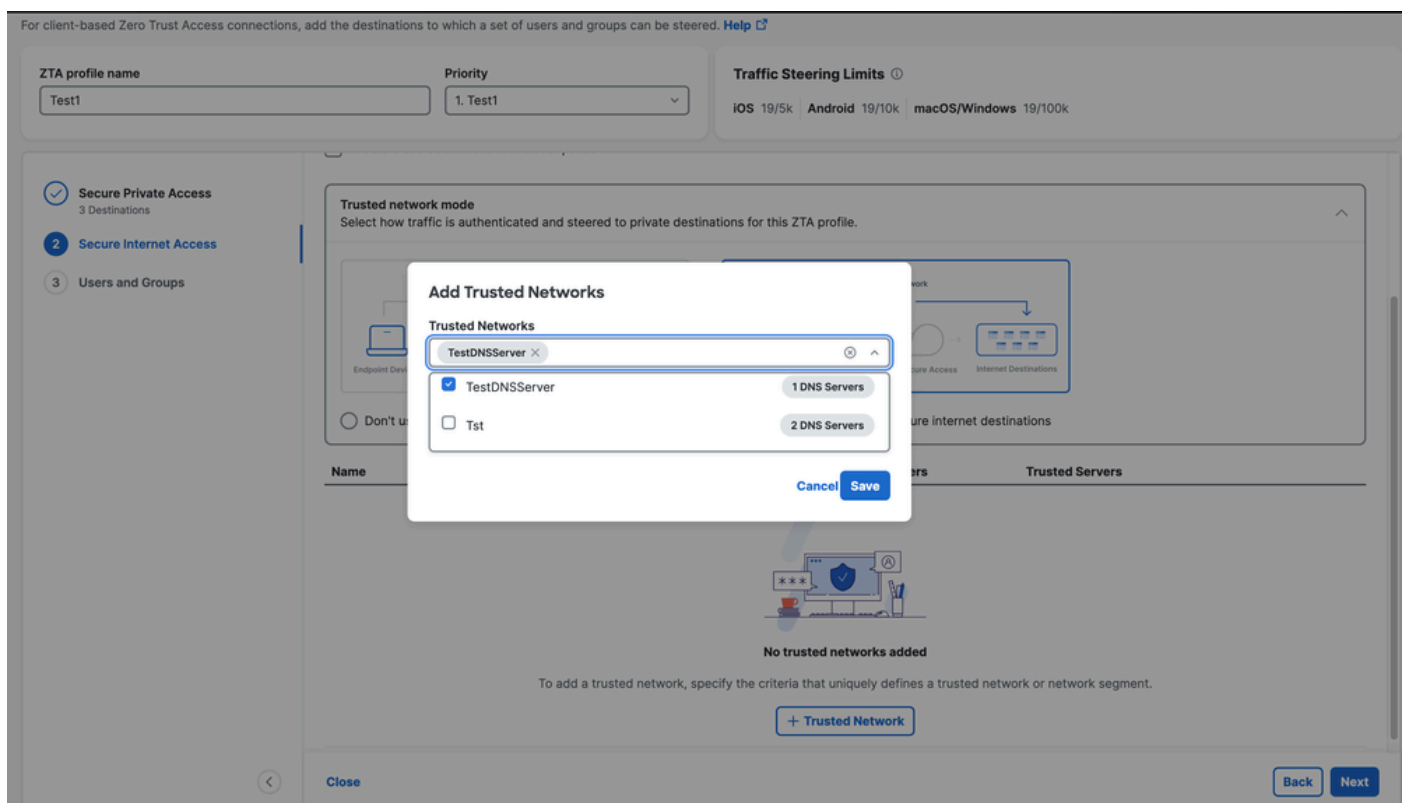 For client-based Zero Trust Access connections, add the destinations to which a set of users and groups can be steered. Help
ZTA profile name
Test1
Priority
1. Test1
Traffic Steering Limits
iOS 19/5k Android 19/10k macOS/Windows 19/100k
Secure Private Access
3 Destinations
2 Secure Internet Access
3 Users and Groups
Trusted network mode
Select how traffic is authenticated and steered to private destinations for this ZTA profile.
Endpoint
Access
Internet Destinations
Don't
internet destinations
Add Trusted Networks
Trusted Networks
TestDNSServer
TestDNSServer 1 DNS Servers
Tst 2 DNS Servers
Cancel Save
Name
Trusted Servers
***
No trusted networks added
To add a trusted network, specify the criteria that uniquely defines a trusted network or network segment.
+ Trusted Network
Close
Back
Next